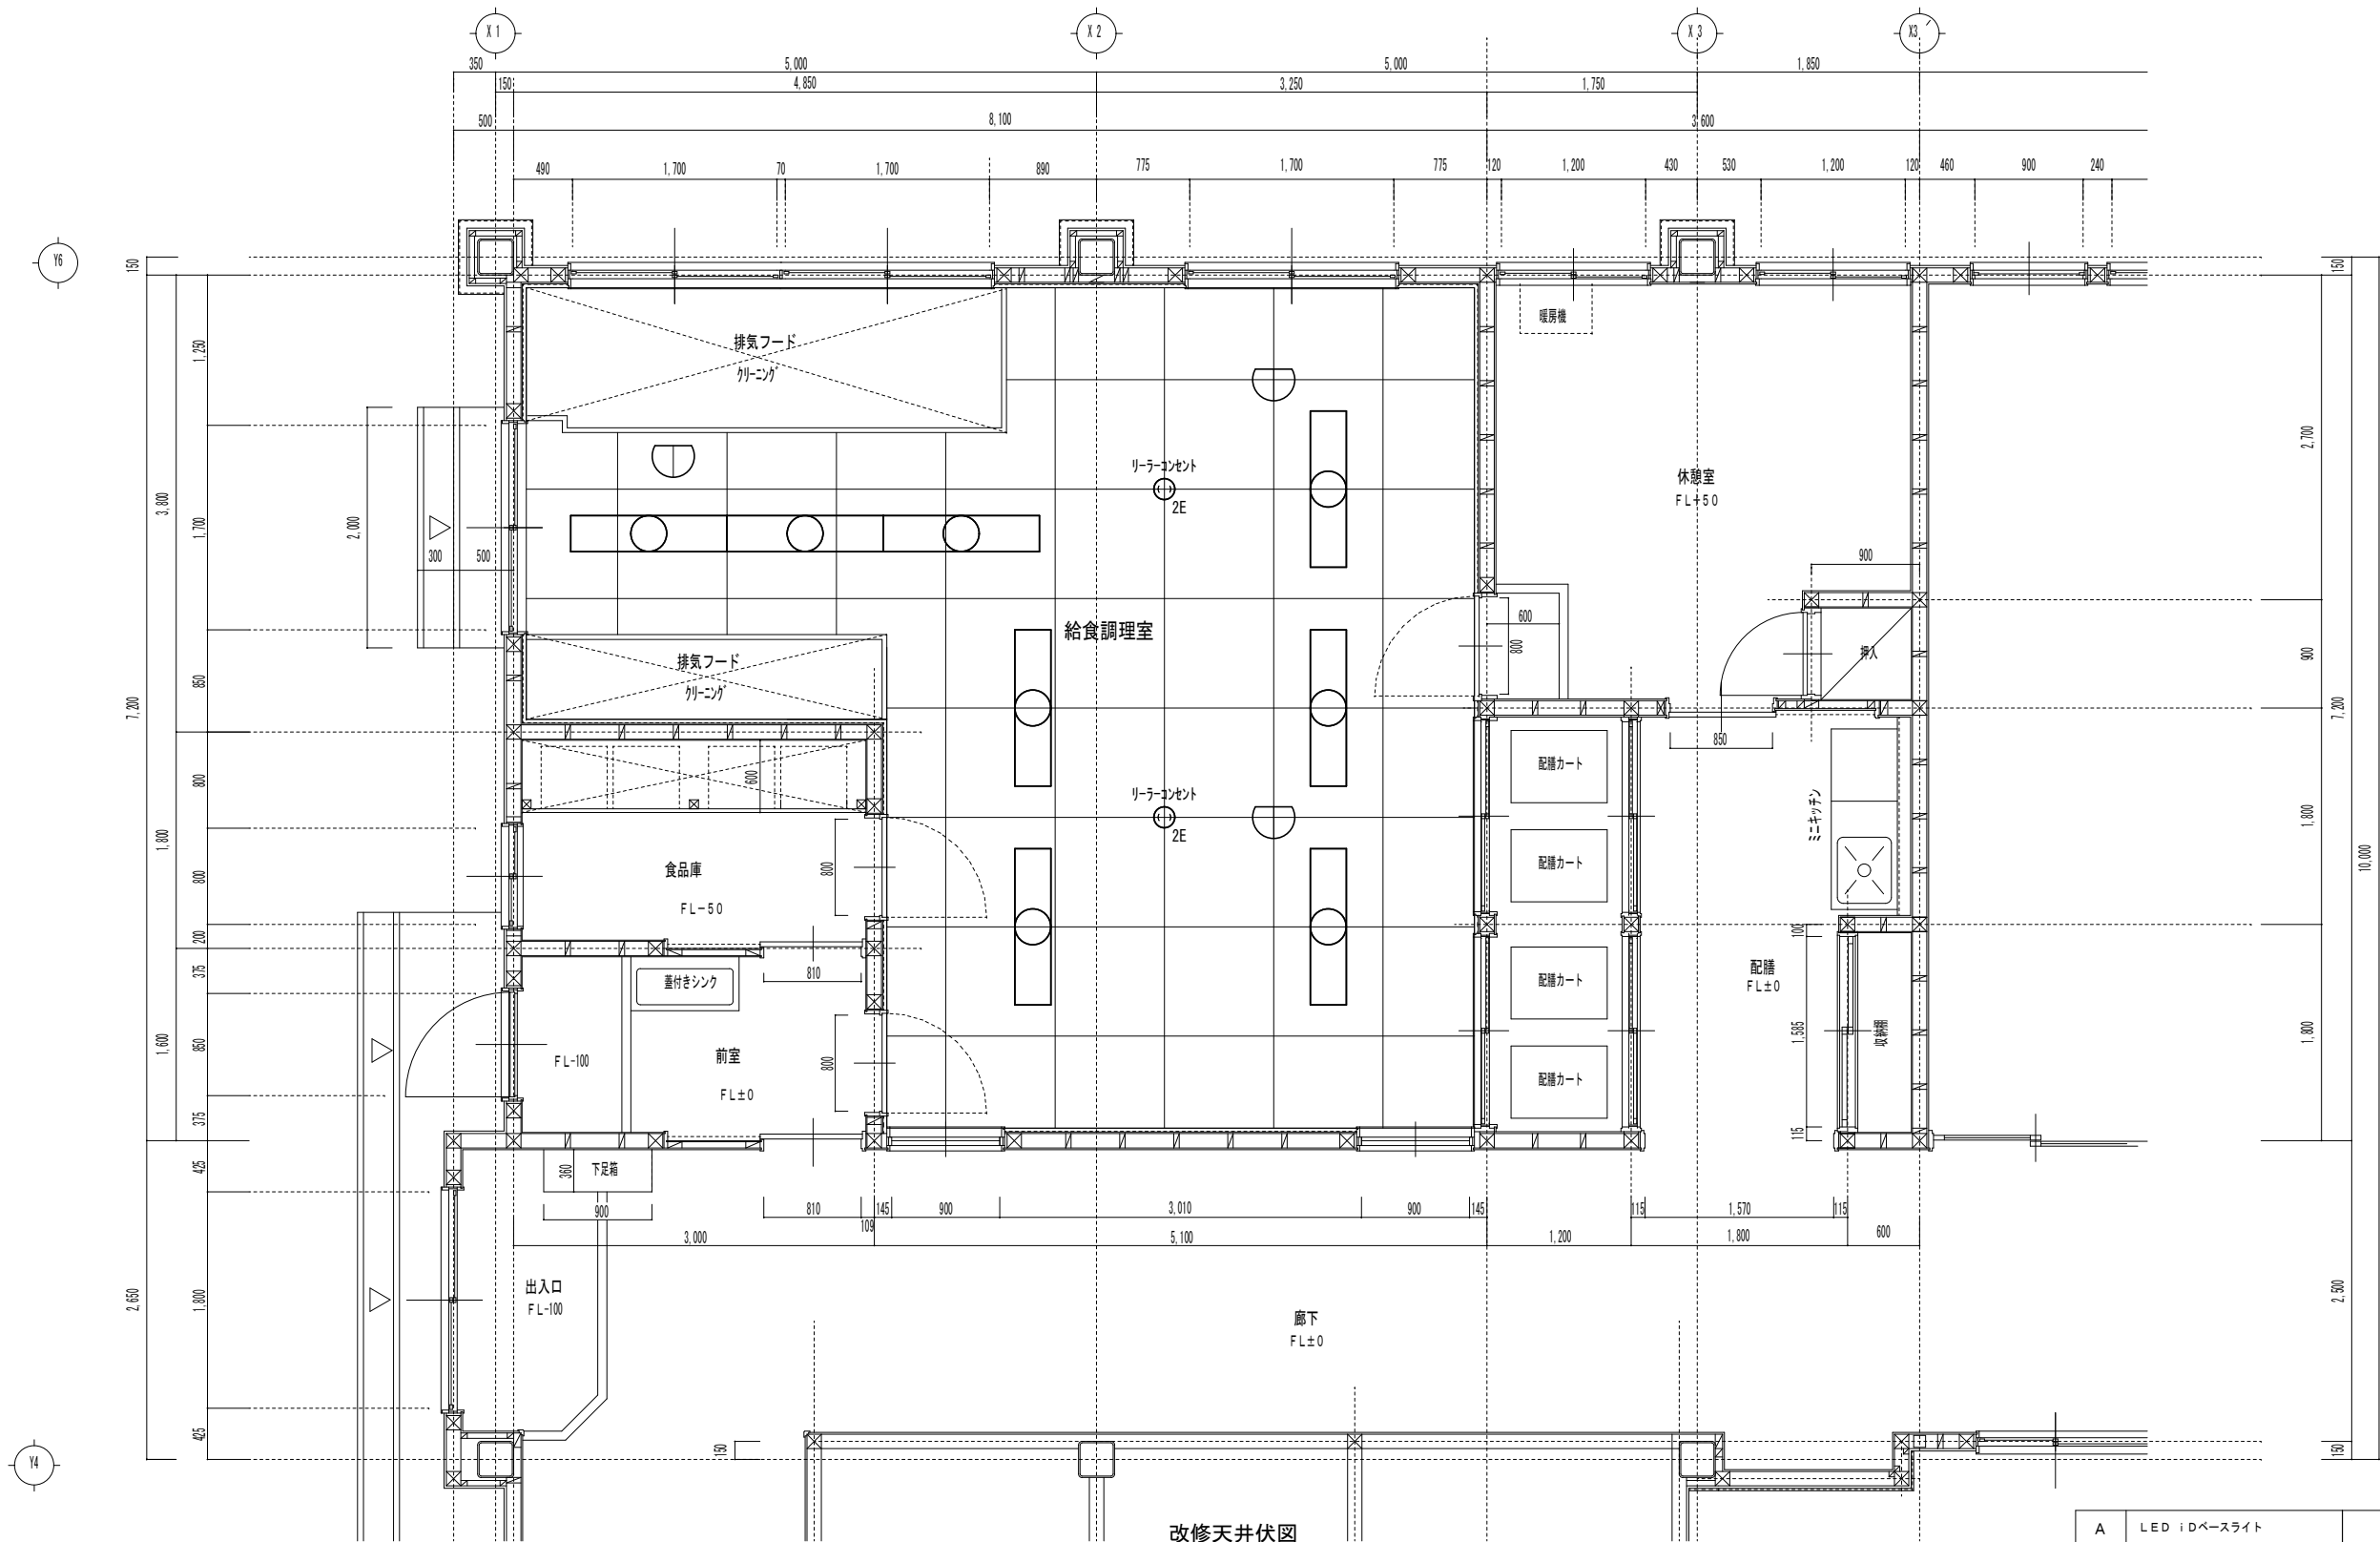 X1
X2
X3
X3´
350
5,000
5,000
1,850
150
4,850
3,250
1,750
500
8,100
3,600
490
1,700
70
1,700
890
775
1,700
775
120
1,200
430
530
1,200
120
460
900
240
Y6
150
150
暖房機
排気フード
クリーニング
1,250
2,700
リーラーコンセント
2E
休憩室
FL+50
3,800
2,000
1,700
300
500
900
600
800
給食調理室
押入
900
排気フード
クリーニング
850
7,200
7,200
850
配膳カート
600
800
リーラーコンセント
2E
ミニキッチン
1,800
1,800
10,000
食品庫
FL-50
800
800
配膳カート
200
100
375
810
蓋付きシンク
配膳カート
配膳
FL±0
1,600
850
FL-100
前室
FL±0
800
1,585
収納棚
1,800
配膳カート
375
115
425
360
下足箱
900
810
109
145
900
3,010
900
145
115
1,570
115
3,000
5,100
1,200
1,800
600
2,650
1,800
出入口
FL-100
廊下
FL±0
2,500
425
150
150
Y4
改修天井伏図
A
LED iDベースライト